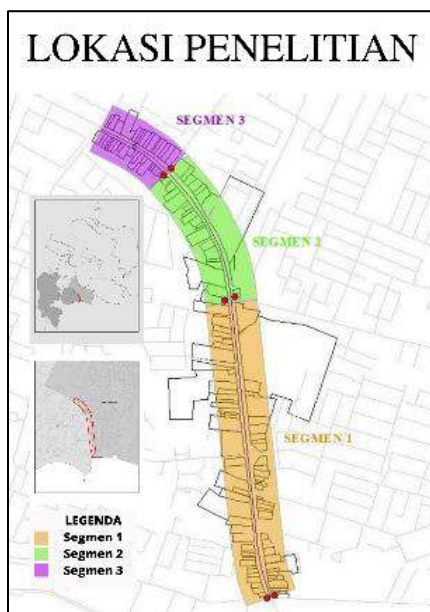 LOKASI PENELITIAN
SEGMEN 3
SEGMEN 2
SEGMEN 1
LEGENDA
Segmen 1
Segmen 2
Segmen 3